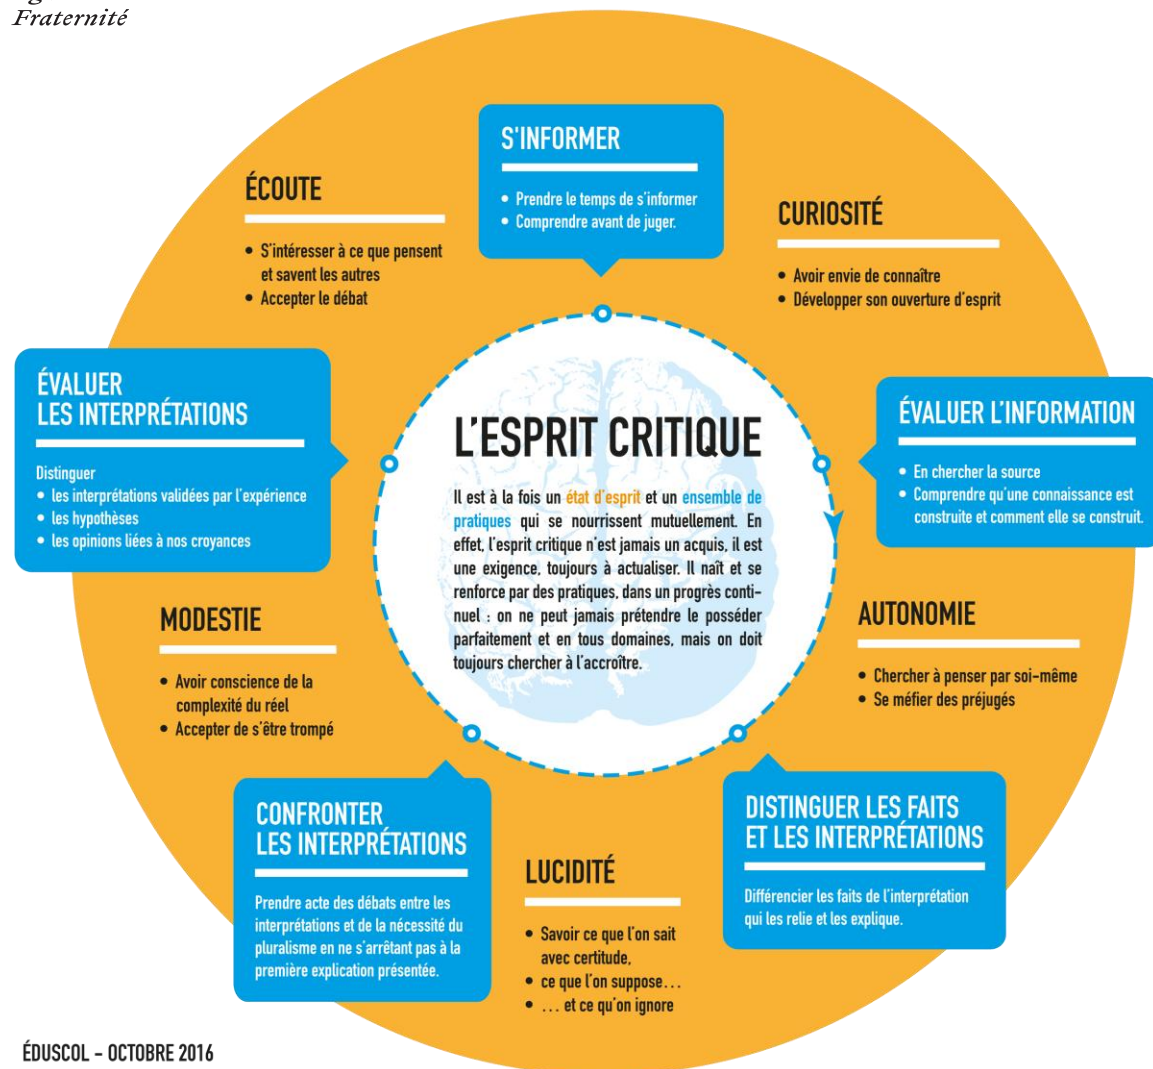 Fraternité
S'INFORMER
• Prendre le temps de s'informer
• Comprendre avant de juger.
ÉCOUTE
• S'intéresser à ce que pensent
et savent les autres
• Accepter le débat
CURIOSITÉ
• Avoir envie de connaître
• Développer son ouverture d'esprit
ÉVALUER
LES INTERPRÉTATIONS
Distinguer
• les interprétations validées par l'expérience
• les hypothèses
• les opinions liées à nos croyances
L'ESPRIT CRITIQUE
Il est à la fois un état d'esprit et un ensemble de
pratiques qui se nourrissent mutuellement. En
effet, l'esprit critique n'est jamais un acquis, il est
une exigence, toujours à actualiser. Il naît et se
renforce par des pratiques, dans un progrès conti-
nuel : on ne peut jamais prétendre le posséder
parfaitement et en tous domaines, mais on doit
toujours chercher à l'accroître.
ÉVALUER L'INFORMATION
• En chercher la source
• Comprendre qu'une connaissance est
construite et comment elle se construit.
MODESTIE
• Avoir conscience de la
complexité du réel
• Accepter de s'être trompé
AUTONOMIE
• Chercher à penser par soi-même
• Se méfier des préjugés
CONFRONTER
LES INTERPRÉTATIONS
Prendre acte des débats entre les
interprétations et de la nécessité du
pluralisme en ne s'arrêtant pas à la
première explication présentée.
LUCIDITÉ
• Savoir ce que l'on sait
avec certitude,
• ce que l'on suppose...
• ... et ce qu'on ignore
DISTINGUER LES FAITS
ET LES INTERPRÉTATIONS
Différencier les faits de l'interprétation
qui les relie et les explique.
ÉDUSCOL - OCTOBRE 2016